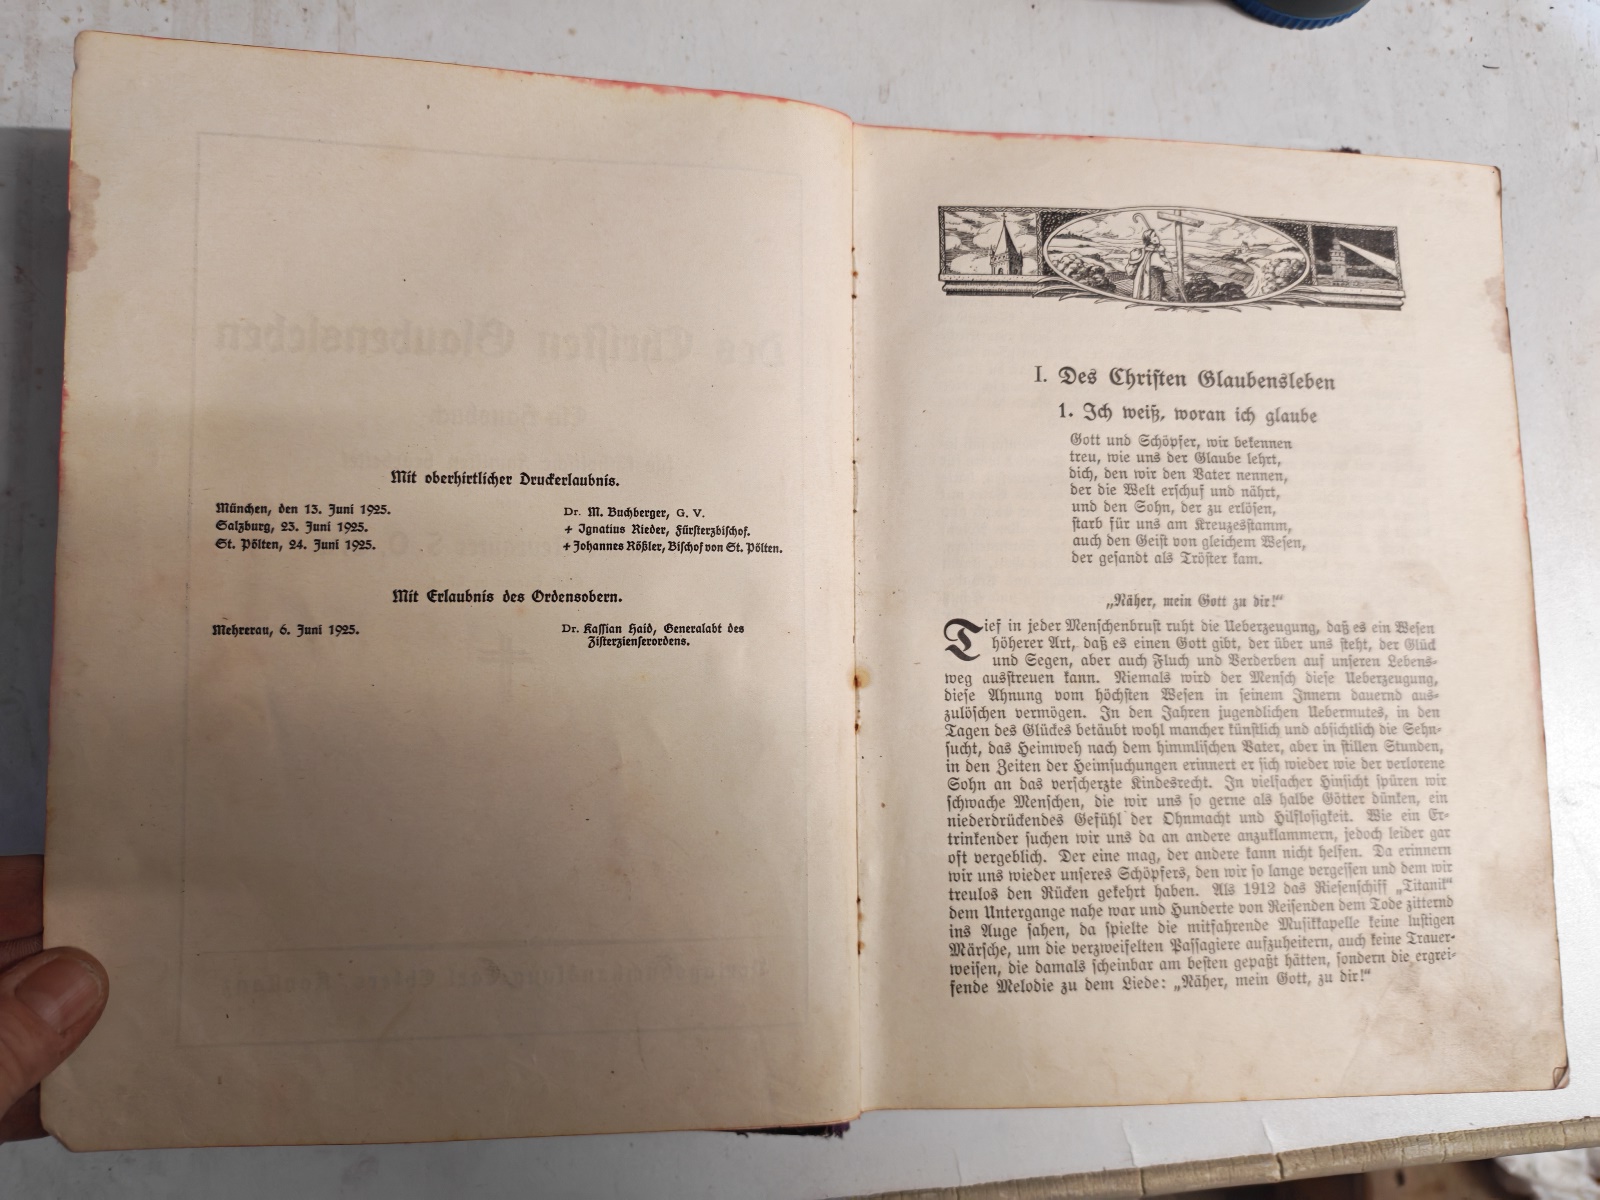 Mit oberhirtlicher Druckerlaubnis.
München, den 13. Juni 1925. Dr. M. Buchberger, G. V.
Salzburg, 23. Juni 1925. + Ignatius Rieder, Fürsterzbischof.
St. Pölten, 24. Juni 1925. + Johannes Rößler, Bischof von St. Pölten.
Mit Erlaubnis des Ordensobern.
Mehrerau, 6. Juni 1925. Dr. Kassian Haid, Generalabt des
Zisterzienserordens.
I. Des Christen Glaubensleben
1. Ich weiß, woran ich glaube
Gott und Schöpfer, wir bekennen
treu, wie uns der Glaube lehrt,
dich, den wir den Vater nennen,
der die Welt erschuf und nährt,
und den Sohn, der zu erlösen,
starb für uns am Kreuzesstamm,
auch den Geist von gleichem Wesen,
der gesandt als Tröster kam.
„Näher, mein Gott zu dir!“
Tief in jeder Menschenbrust ruht die Ueberzeugung, daß es ein Wesen
höherer Art, daß es einen Gott gibt, der über uns steht, der Glück
und Segen, aber auch Fluch und Verderben auf unseren Lebens-
weg ausstreuen kann. Niemals wird der Mensch diese Ueberzeugung,
diese Ahnung vom höchsten Wesen in seinem Innern dauernd aus-
zulöschen vermögen. In den Jahren jugendlichen Uebermutes, in den
Tagen des Glückes betäubt wohl mancher künstlich und absichtlich die Sehn-
sucht, das Heimweh nach dem himmlischen Vater, aber in stillen Stunden,
in den Zeiten der Heimsuchungen erinnert er sich wieder wie der verlorene
Sohn an das verscherzte Kindesrecht. In vielfacher Hinsicht spüren wir
schwache Menschen, die wir uns so gerne als halbe Götter dünken, ein
niederdrückendes Gefühl der Ohnmacht und Hilflosigkeit. Wie ein Er-
trinkender suchen wir uns da an andere anzuklammern, jedoch leider gar
oft vergeblich. Der eine mag, der andere kann nicht helfen. Da erinnern
wir uns wieder unseres Schöpfers, den wir so lange vergessen und dem wir
treulos den Rücken gekehrt haben. Als 1912 das Riesenschiff „Titanik“
dem Untergange nahe war und Hunderte von Reisenden dem Tode zitternd
ins Auge sahen, da spielte die mitfahrende Musikkapelle keine lustigen
Märsche, um die verzweifelten Passagiere aufzuheitern, auch keine Trauer-
weisen, die damals scheinbar am besten gepaßt hätten, sondern die ergrei-
fende Melodie zu dem Liede: „Näher, mein Gott, zu dir!“